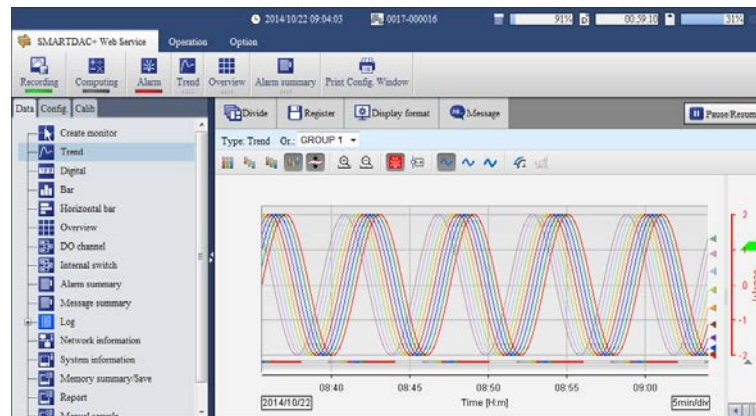 2014/10/22 09:04:03 0017-000016 91% 00:59:10 31%
SMARTDAC+ Web Service Operation Option
Recording Computing Alarm Trend Overview Alarm summary Print Config. Window
Data Config. Calib
Divide Register Display format Message Pause Resum
Type: Trend Gr.: GROUP 1
Create monitor
Trend
Digital
Bar
Horizontal bar
Overview
DO channel
Internal switch
Alarm summary
Message summary
Log
Network information
System information
Memory summary/Save
Report
Manual sample
2
1
0
-1
-2
08:40 08:45 08:50 08:55 09:00
2014/10/22 Time [H:m] 5min/div